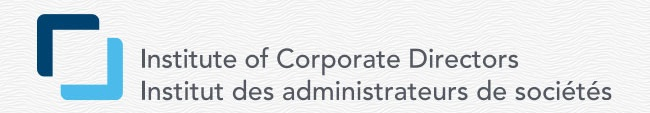 Institute of Corporate Directors
Institut des administrateurs de sociétés